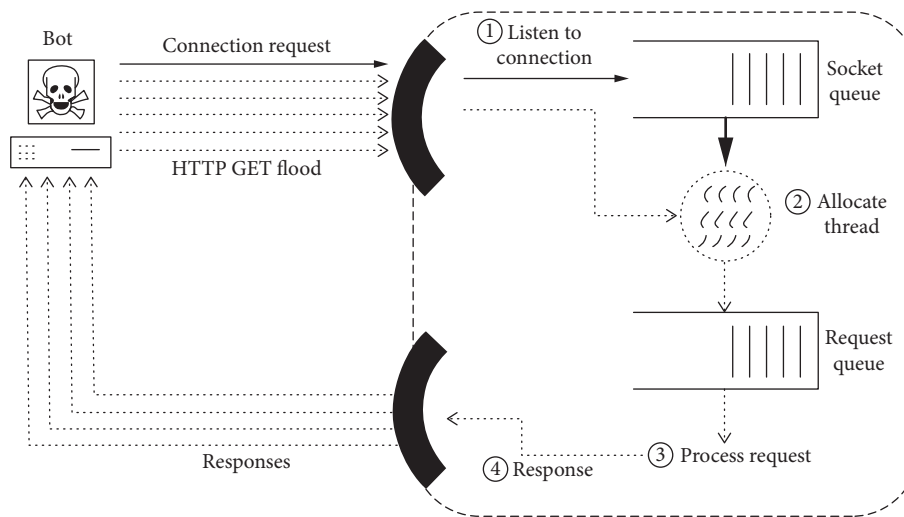 Bot
Connection request
HTTP GET flood
1 Listen to
connection
Socket
queue
2 Allocate
thread
Request
queue
3 Process request
4 Response
Responses